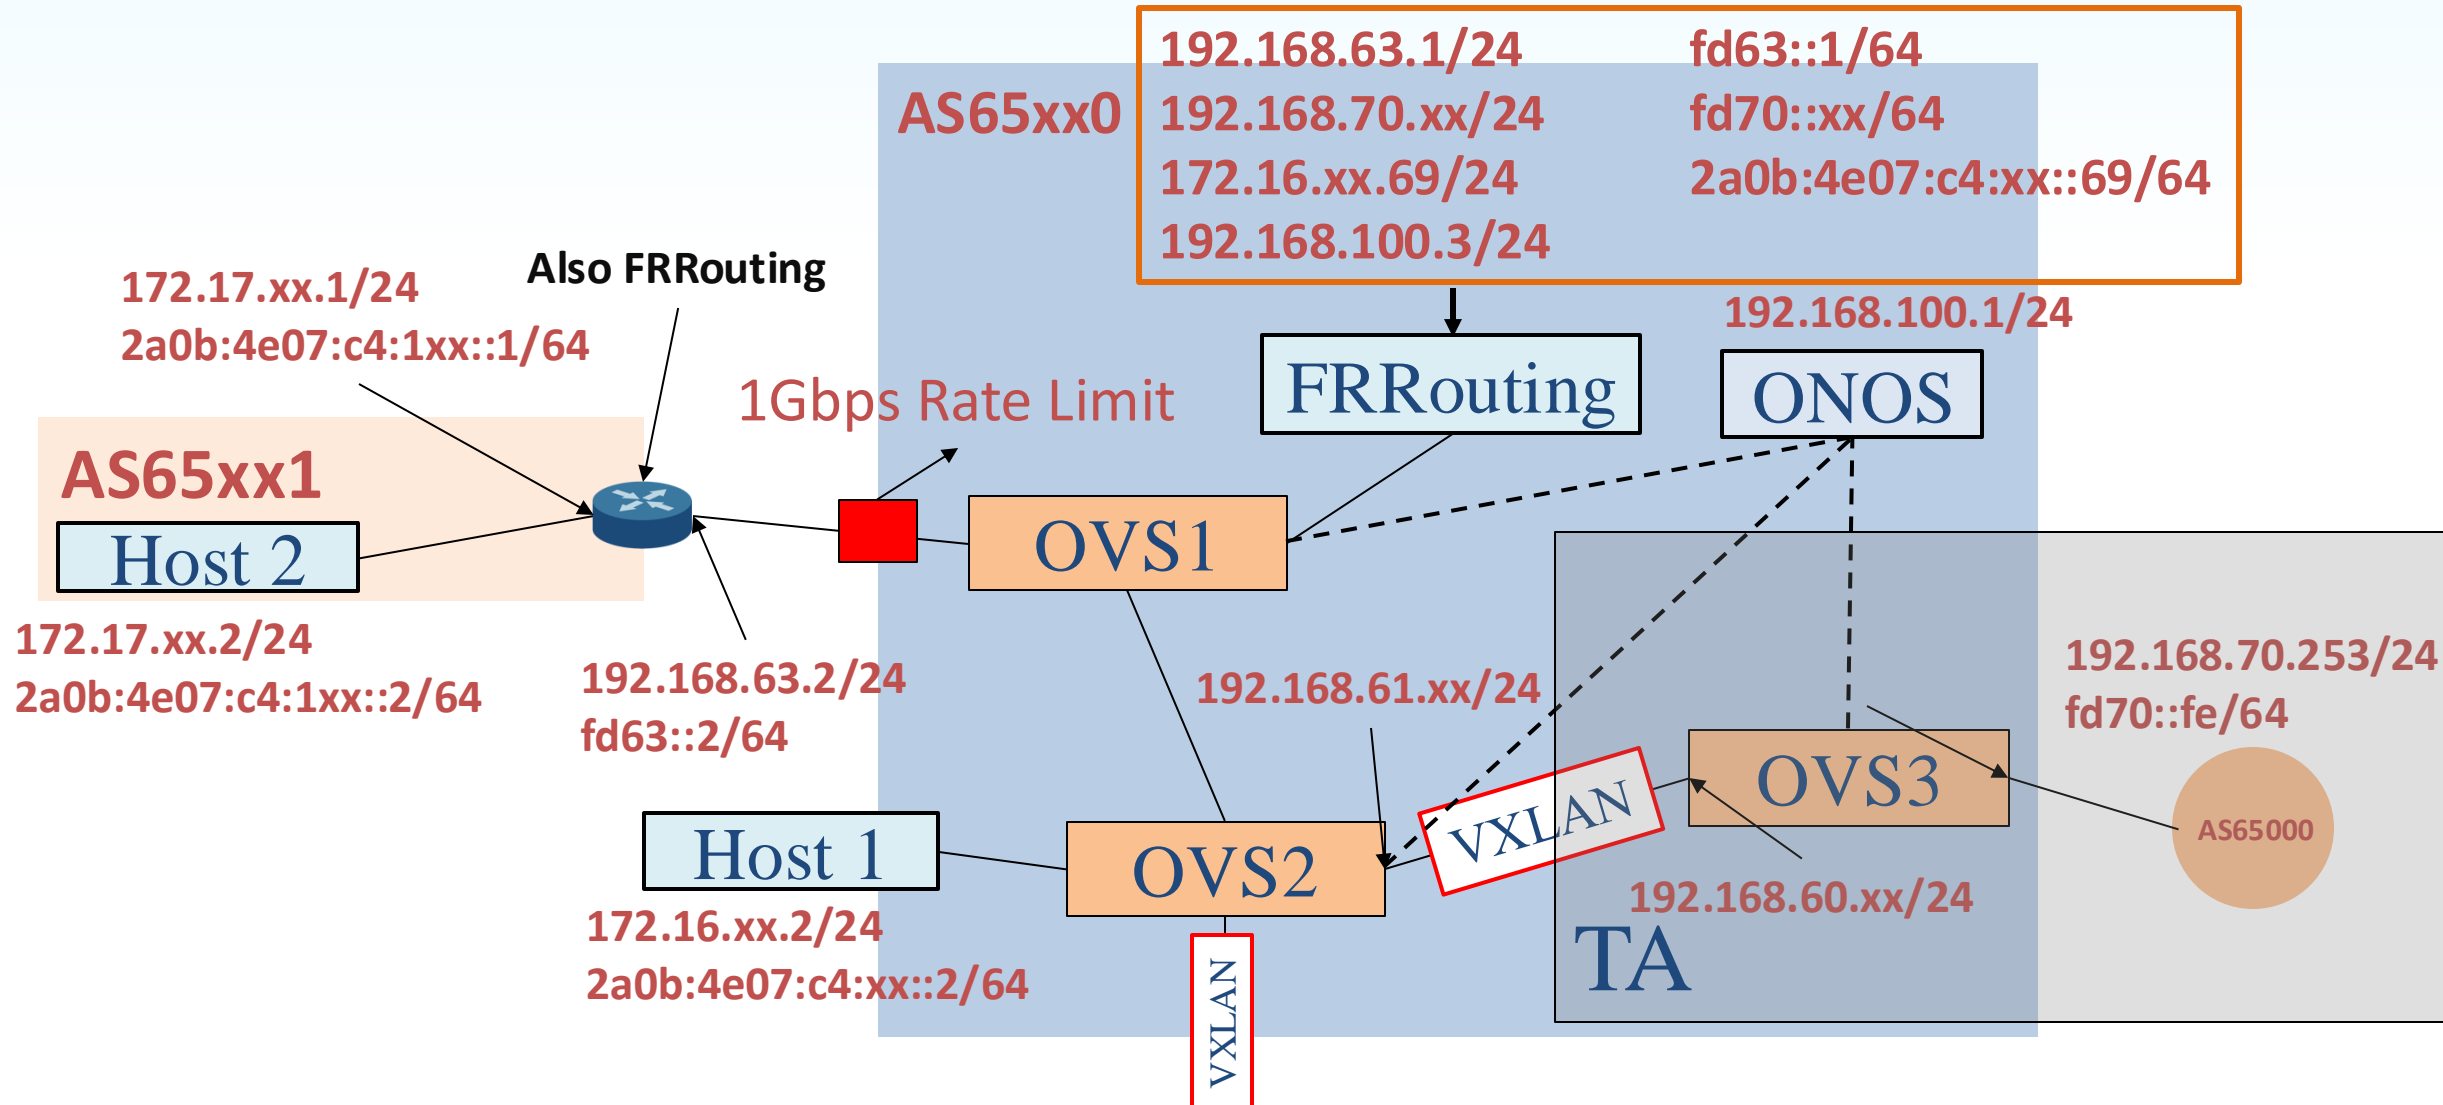 192.168.63.1/24 fd63::1/64
AS65xx0
192.168.70.xx/24 fd70::xx/64
172.16.xx.69/24 2a0b:4e07:c4:xx::69/64
192.168.100.3/24
172.17.xx.1/24
2a0b:4e07:c4:1xx::1/64
Also FRRouting
192.168.100.1/24
1Gbps Rate Limit
FRRouting
ONOS
AS65xx1
Host 2
OVS1
172.17.xx.2/24
2a0b:4e07:c4:1xx::2/64
192.168.63.2/24
fd63::2/64
192.168.61.xx/24
192.168.70.253/24
fd70::fe/64
VXLAN
OVS3
AS65000
Host 1
OVS2
192.168.60.xx/24
172.16.xx.2/24
2a0b:4e07:c4:xx::2/64
TA
VXLAN